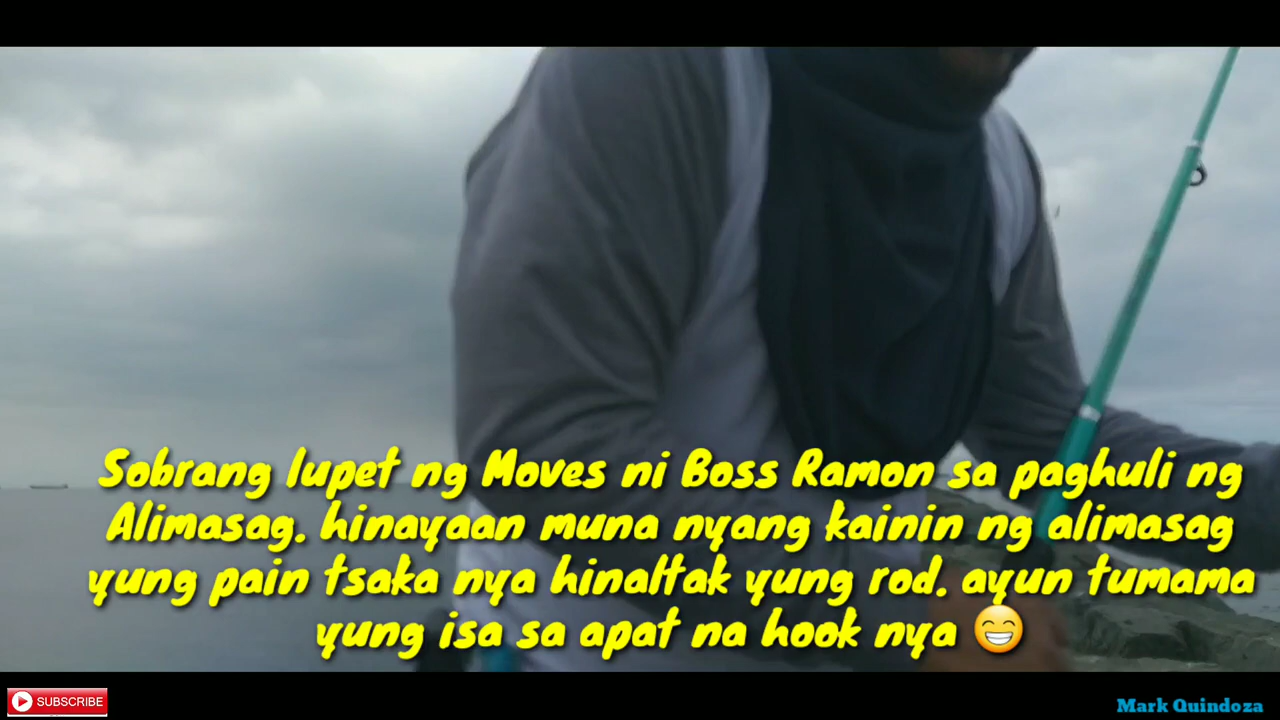 Sobrang lupet ng Moves ni Boss Ramon sa paghuli ng
Alimasag. hinayaan muna nyang kainin ng alimasag
yung pain tsaka nya hinaltak yung rod. ayun tumama
yung isa sa apat na hook nya 😁
SUBSCRIBE
Mark Quindoza